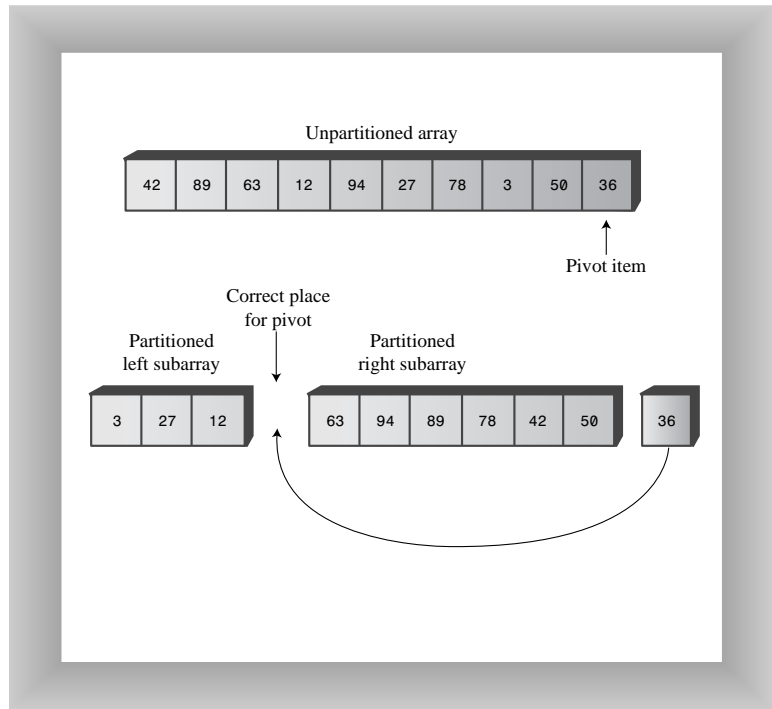 Unpartitioned array
42 89 63 12 94 27 78 3 50 36
Pivot item
Correct place
for pivot
Partitioned
left subarray
Partitioned
right subarray
3 27 12
63 94 89 78 42 50
36